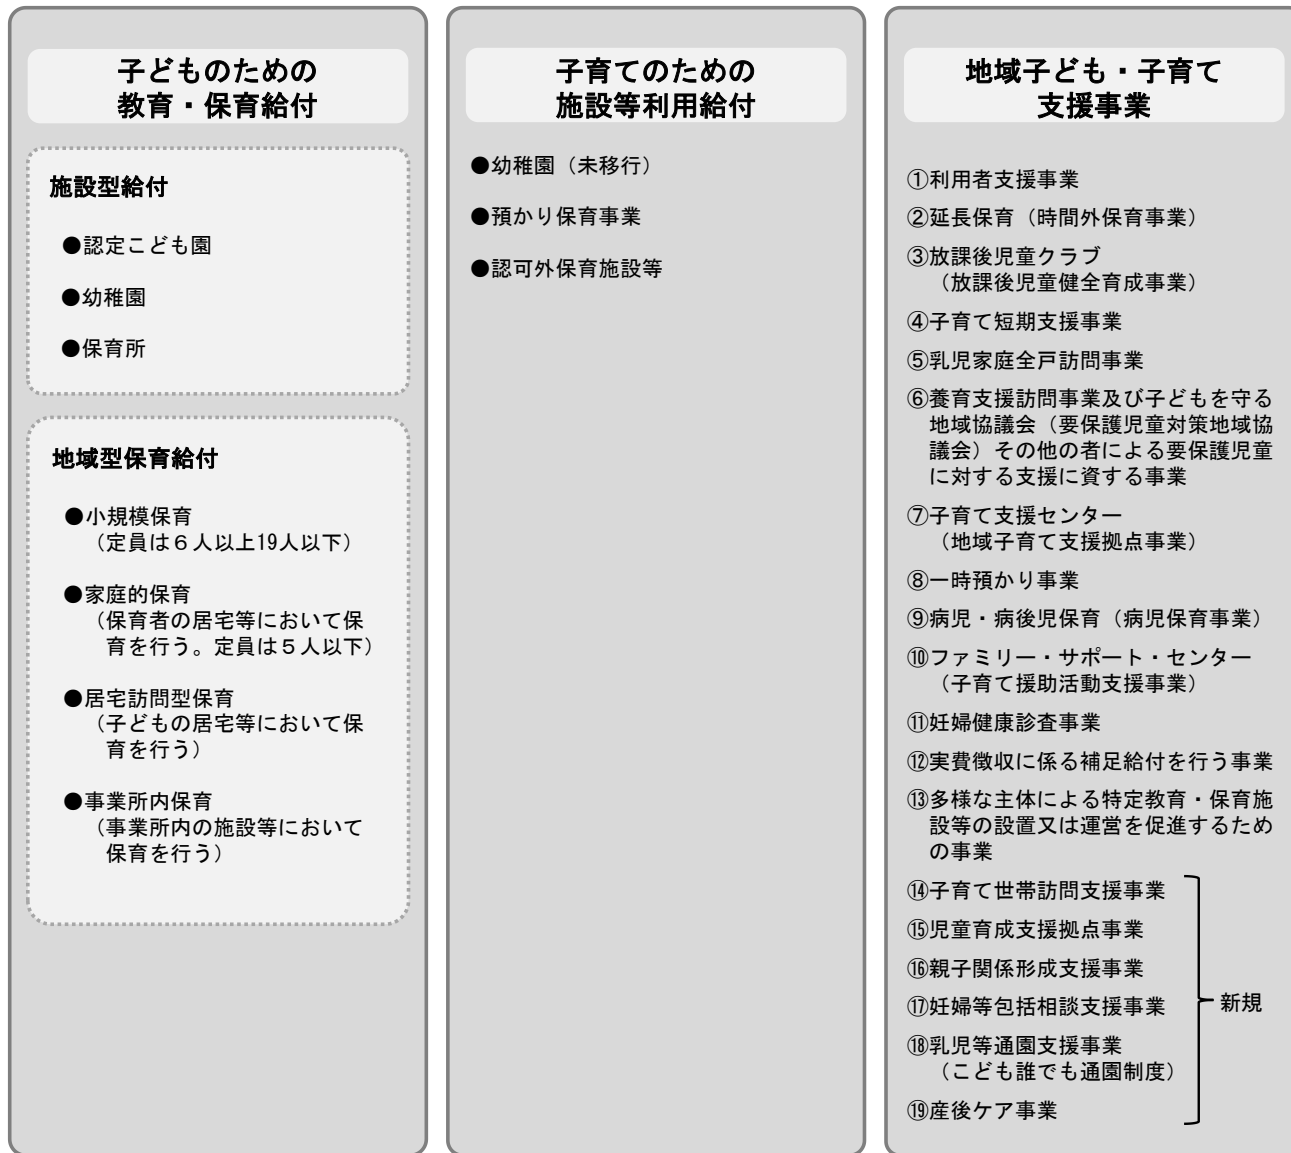 子どものための
教育・保育給付
施設型給付
●認定こども園
●幼稚園
●保育所
地域型保育給付
●小規模保育
（定員は６人以上19人以下）
●家庭的保育
（保育者の居宅等において保
育を行う。定員は５人以下）
●居宅訪問型保育
（子どもの居宅等において保
育を行う）
●事業所内保育
（事業所内の施設等において
保育を行う）
子育てのための
施設等利用給付
●幼稚園（未移行）
●預かり保育事業
●認可外保育施設等
地域子ども・子育て
支援事業
①利用者支援事業
②延長保育（時間外保育事業）
③放課後児童クラブ
（放課後児童健全育成事業）
④子育て短期支援事業
⑤乳児家庭全戸訪問事業
⑥養育支援訪問事業及び子どもを守る
地域協議会（要保護児童対策地域協
議会）その他の者による要保護児童
に対する支援に資する事業
⑦子育て支援センター
（地域子育て支援拠点事業）
⑧一時預かり事業
⑨病児・病後児保育（病児保育事業）
⑩ファミリー・サポート・センター
（子育て援助活動支援事業）
⑪妊婦健康診査事業
⑫実費徴収に係る補足給付を行う事業
⑬多様な主体による特定教育・保育施
設等の設置又は運営を促進するため
の事業
⑭子育て世帯訪問支援事業
⑮児童育成支援拠点事業
⑯親子関係形成支援事業
⑰妊婦等包括相談支援事業
⑱乳児等通園支援事業
（こども誰でも通園制度）
⑲産後ケア事業
新規